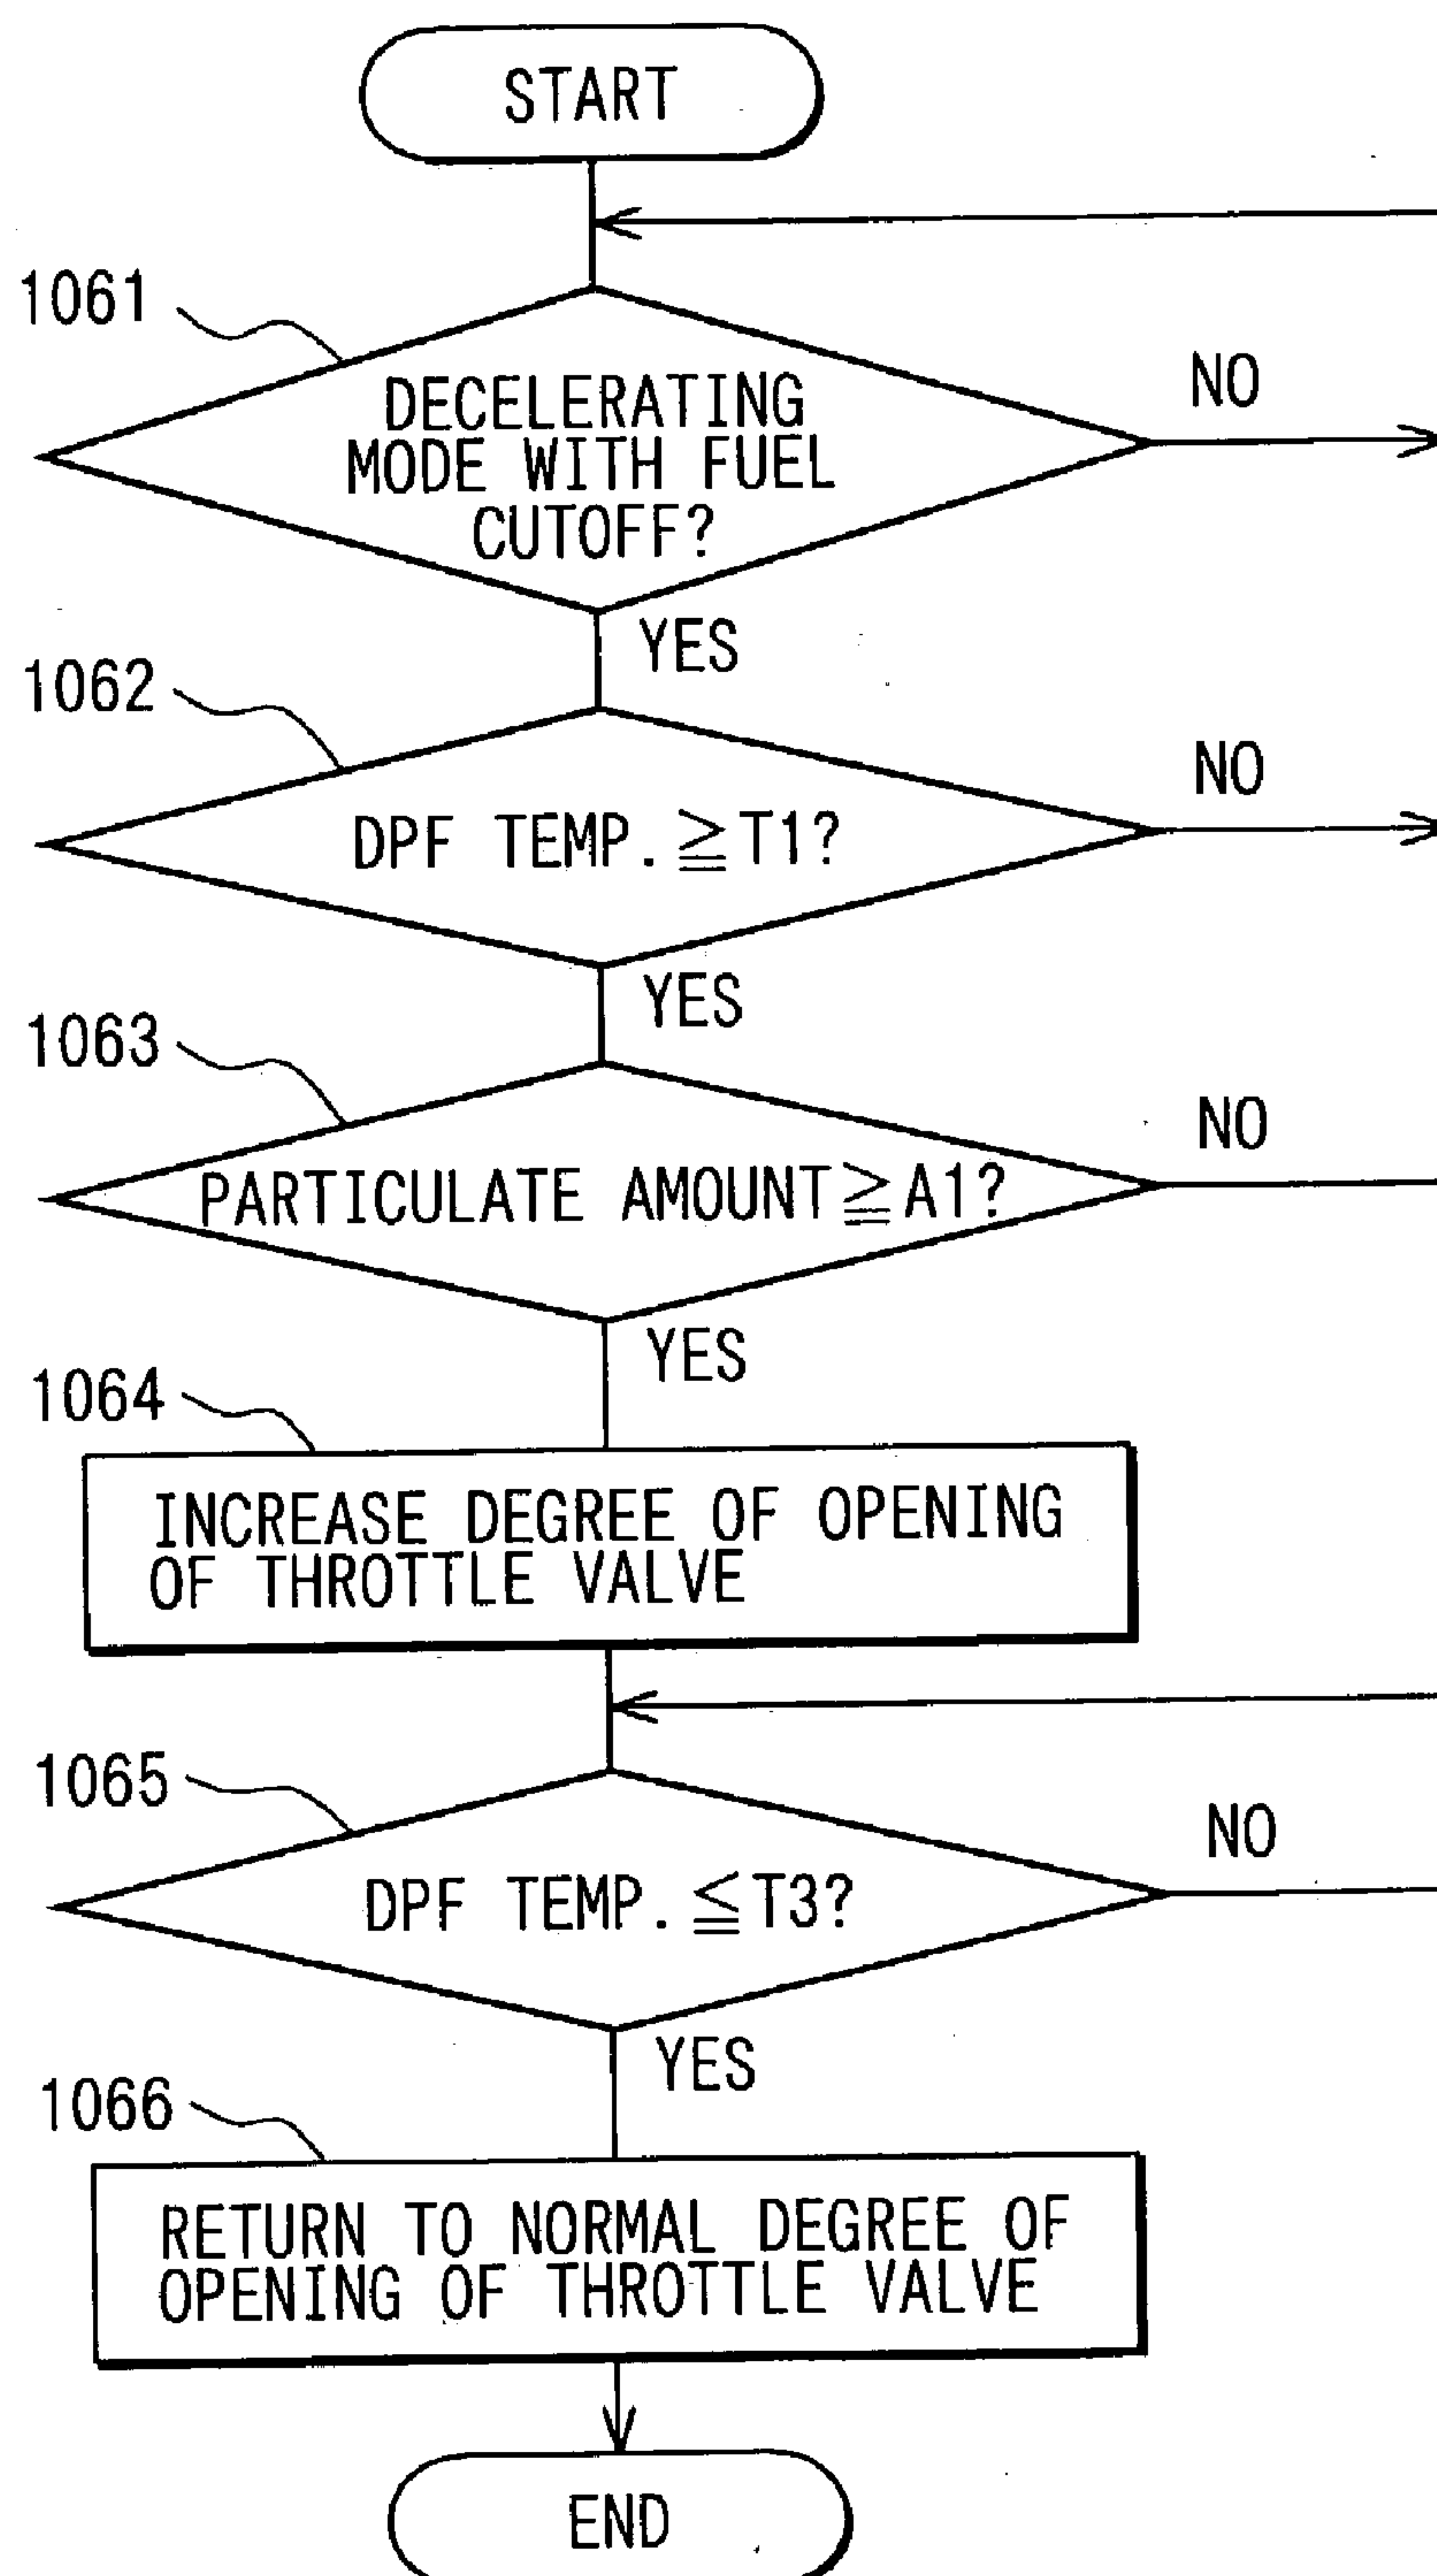 START
1061
DECELERATING
MODE WITH FUEL
CUTOFF?
NO
YES
1062
DPF TEMP.≧T1?
NO
YES
1063
PARTICULATE AMOUNT≧A1?
NO
YES
1064
INCREASE DEGREE OF OPENING
OF THROTTLE VALVE
1065
DPF TEMP.≦T3?
NO
YES
1066
RETURN TO NORMAL DEGREE OF
OPENING OF THROTTLE VALVE
END